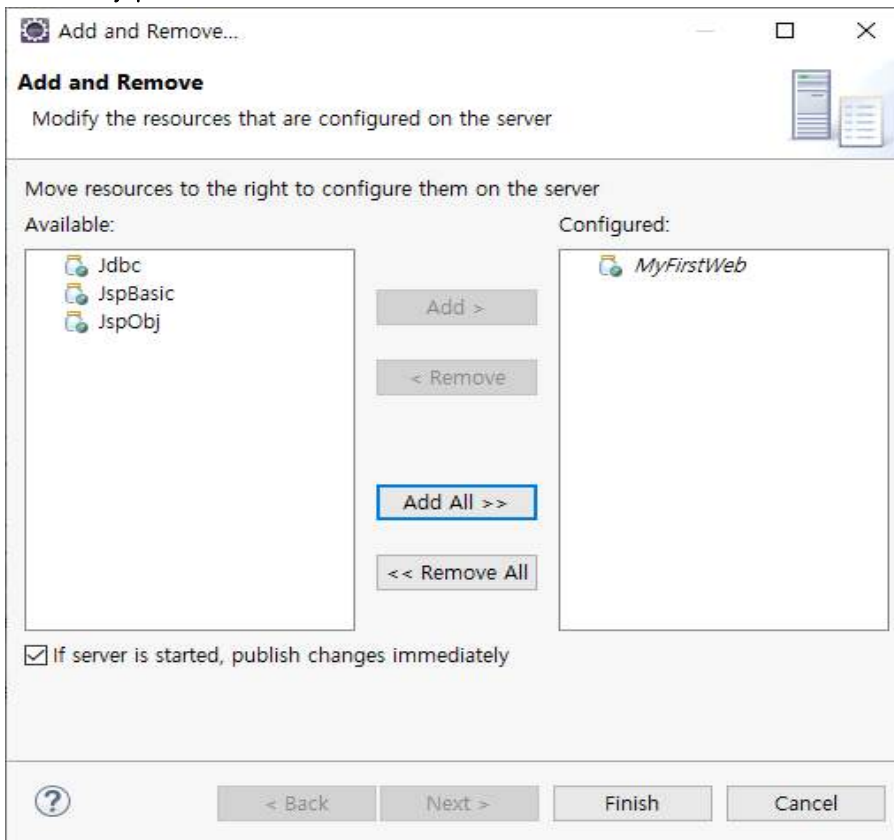 Add and Remove...
Add and Remove
Modify the resources that are configured on the server
Move resources to the right to configure them on the server
Available:
Configured:
Jdbc
JspBasic
JspObj
MyFirstWeb
Add >
< Remove
Add All >>
<< Remove All
If server is started, publish changes immediately
?
< Back
Next >
Finish
Cancel